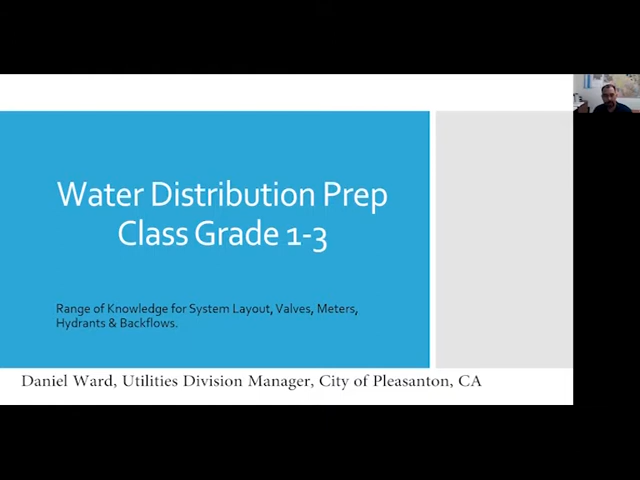 Water Distribution Prep
Class Grade 1-3
Range of Knowledge for System Layout, Valves, Meters,
Hydrants & Backflows.
Daniel Ward, Utilities Division Manager, City of Pleasanton, CA